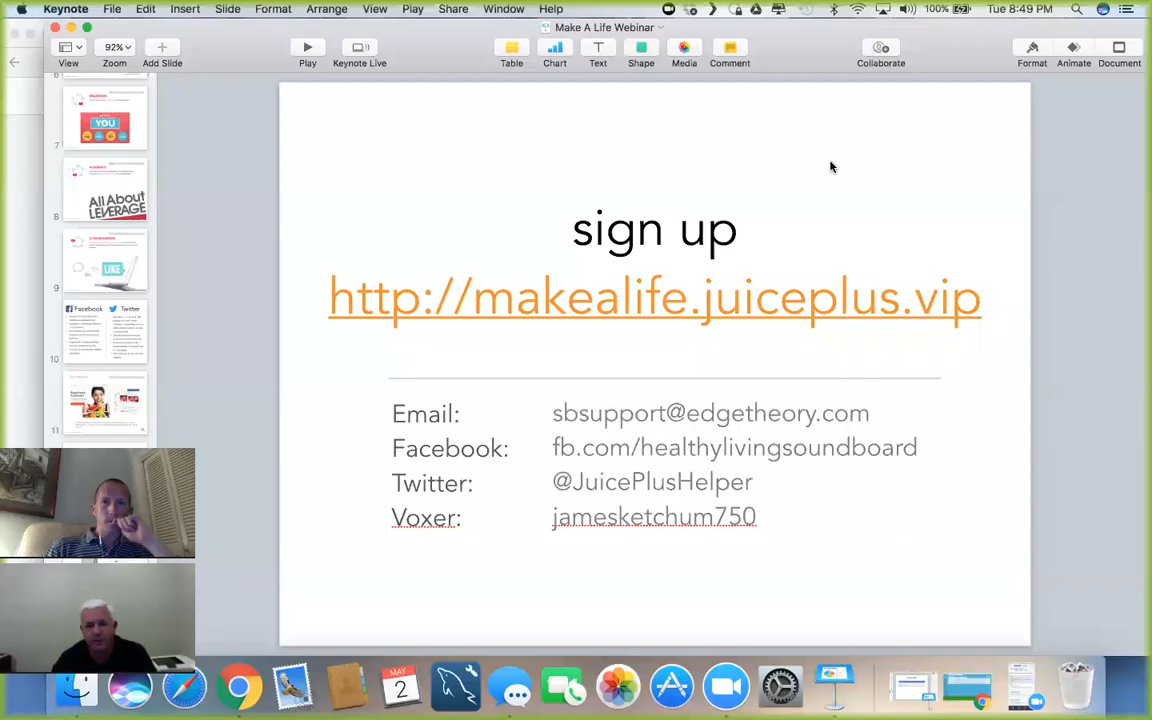 Keynote File Edit Insert Slide Format Arrange View Play Share Window Help 100% Tue 8:49 PM
Make A Life Webinar
92%
View Zoom Add Slide Play Keynote Live Table Chart Text Shape Media Comment Collaborate Format Animate Document
6
YOU
7
All About
LEVERAGE
8
LIKE
9
Facebook Twitter
10
11
sign up
http://makealife.juiceplus.vip
Email: sbsupport@edgetheory.com
Facebook: fb.com/healthylivingsoundboard
Twitter: @JuicePlusHelper
Voxer: jamesketchum750
MAY
2